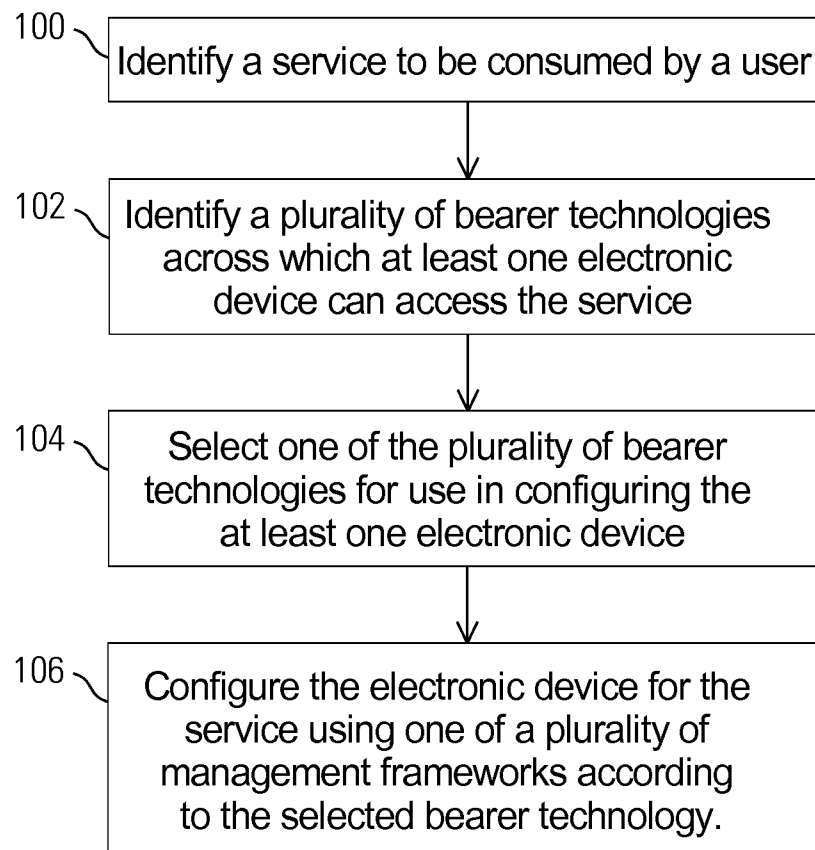 100
Identify a service to be consumed by a user
102
Identify a plurality of bearer technologies
across which at least one electronic
device can access the service
104
Select one of the plurality of bearer
technologies for use in configuring the
at least one electronic device
106
Configure the electronic device for the
service using one of a plurality of
management frameworks according
to the selected bearer technology.